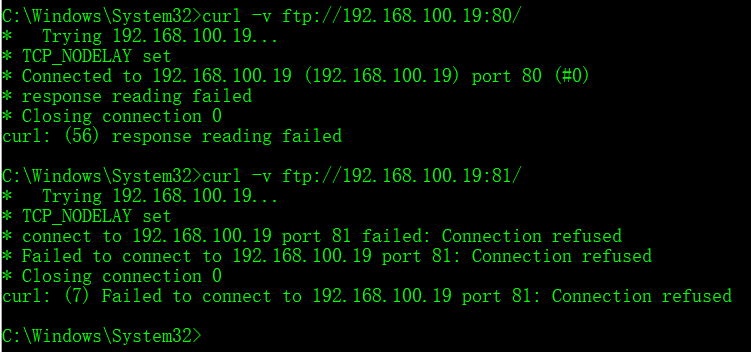 C:\Windows\System32>curl -v ftp://192.168.100.19:80/
*   Trying 192.168.100.19...
* TCP_NODELAY set
* Connected to 192.168.100.19 (192.168.100.19) port 80 (#0)
* response reading failed
* Closing connection 0
curl: (56) response reading failed
C:\Windows\System32>curl -v ftp://192.168.100.19:81/
*   Trying 192.168.100.19...
* TCP_NODELAY set
* connect to 192.168.100.19 port 81 failed: Connection refused
* Failed to connect to 192.168.100.19 port 81: Connection refused
* Closing connection 0
curl: (7) Failed to connect to 192.168.100.19 port 81: Connection refused
C:\Windows\System32>